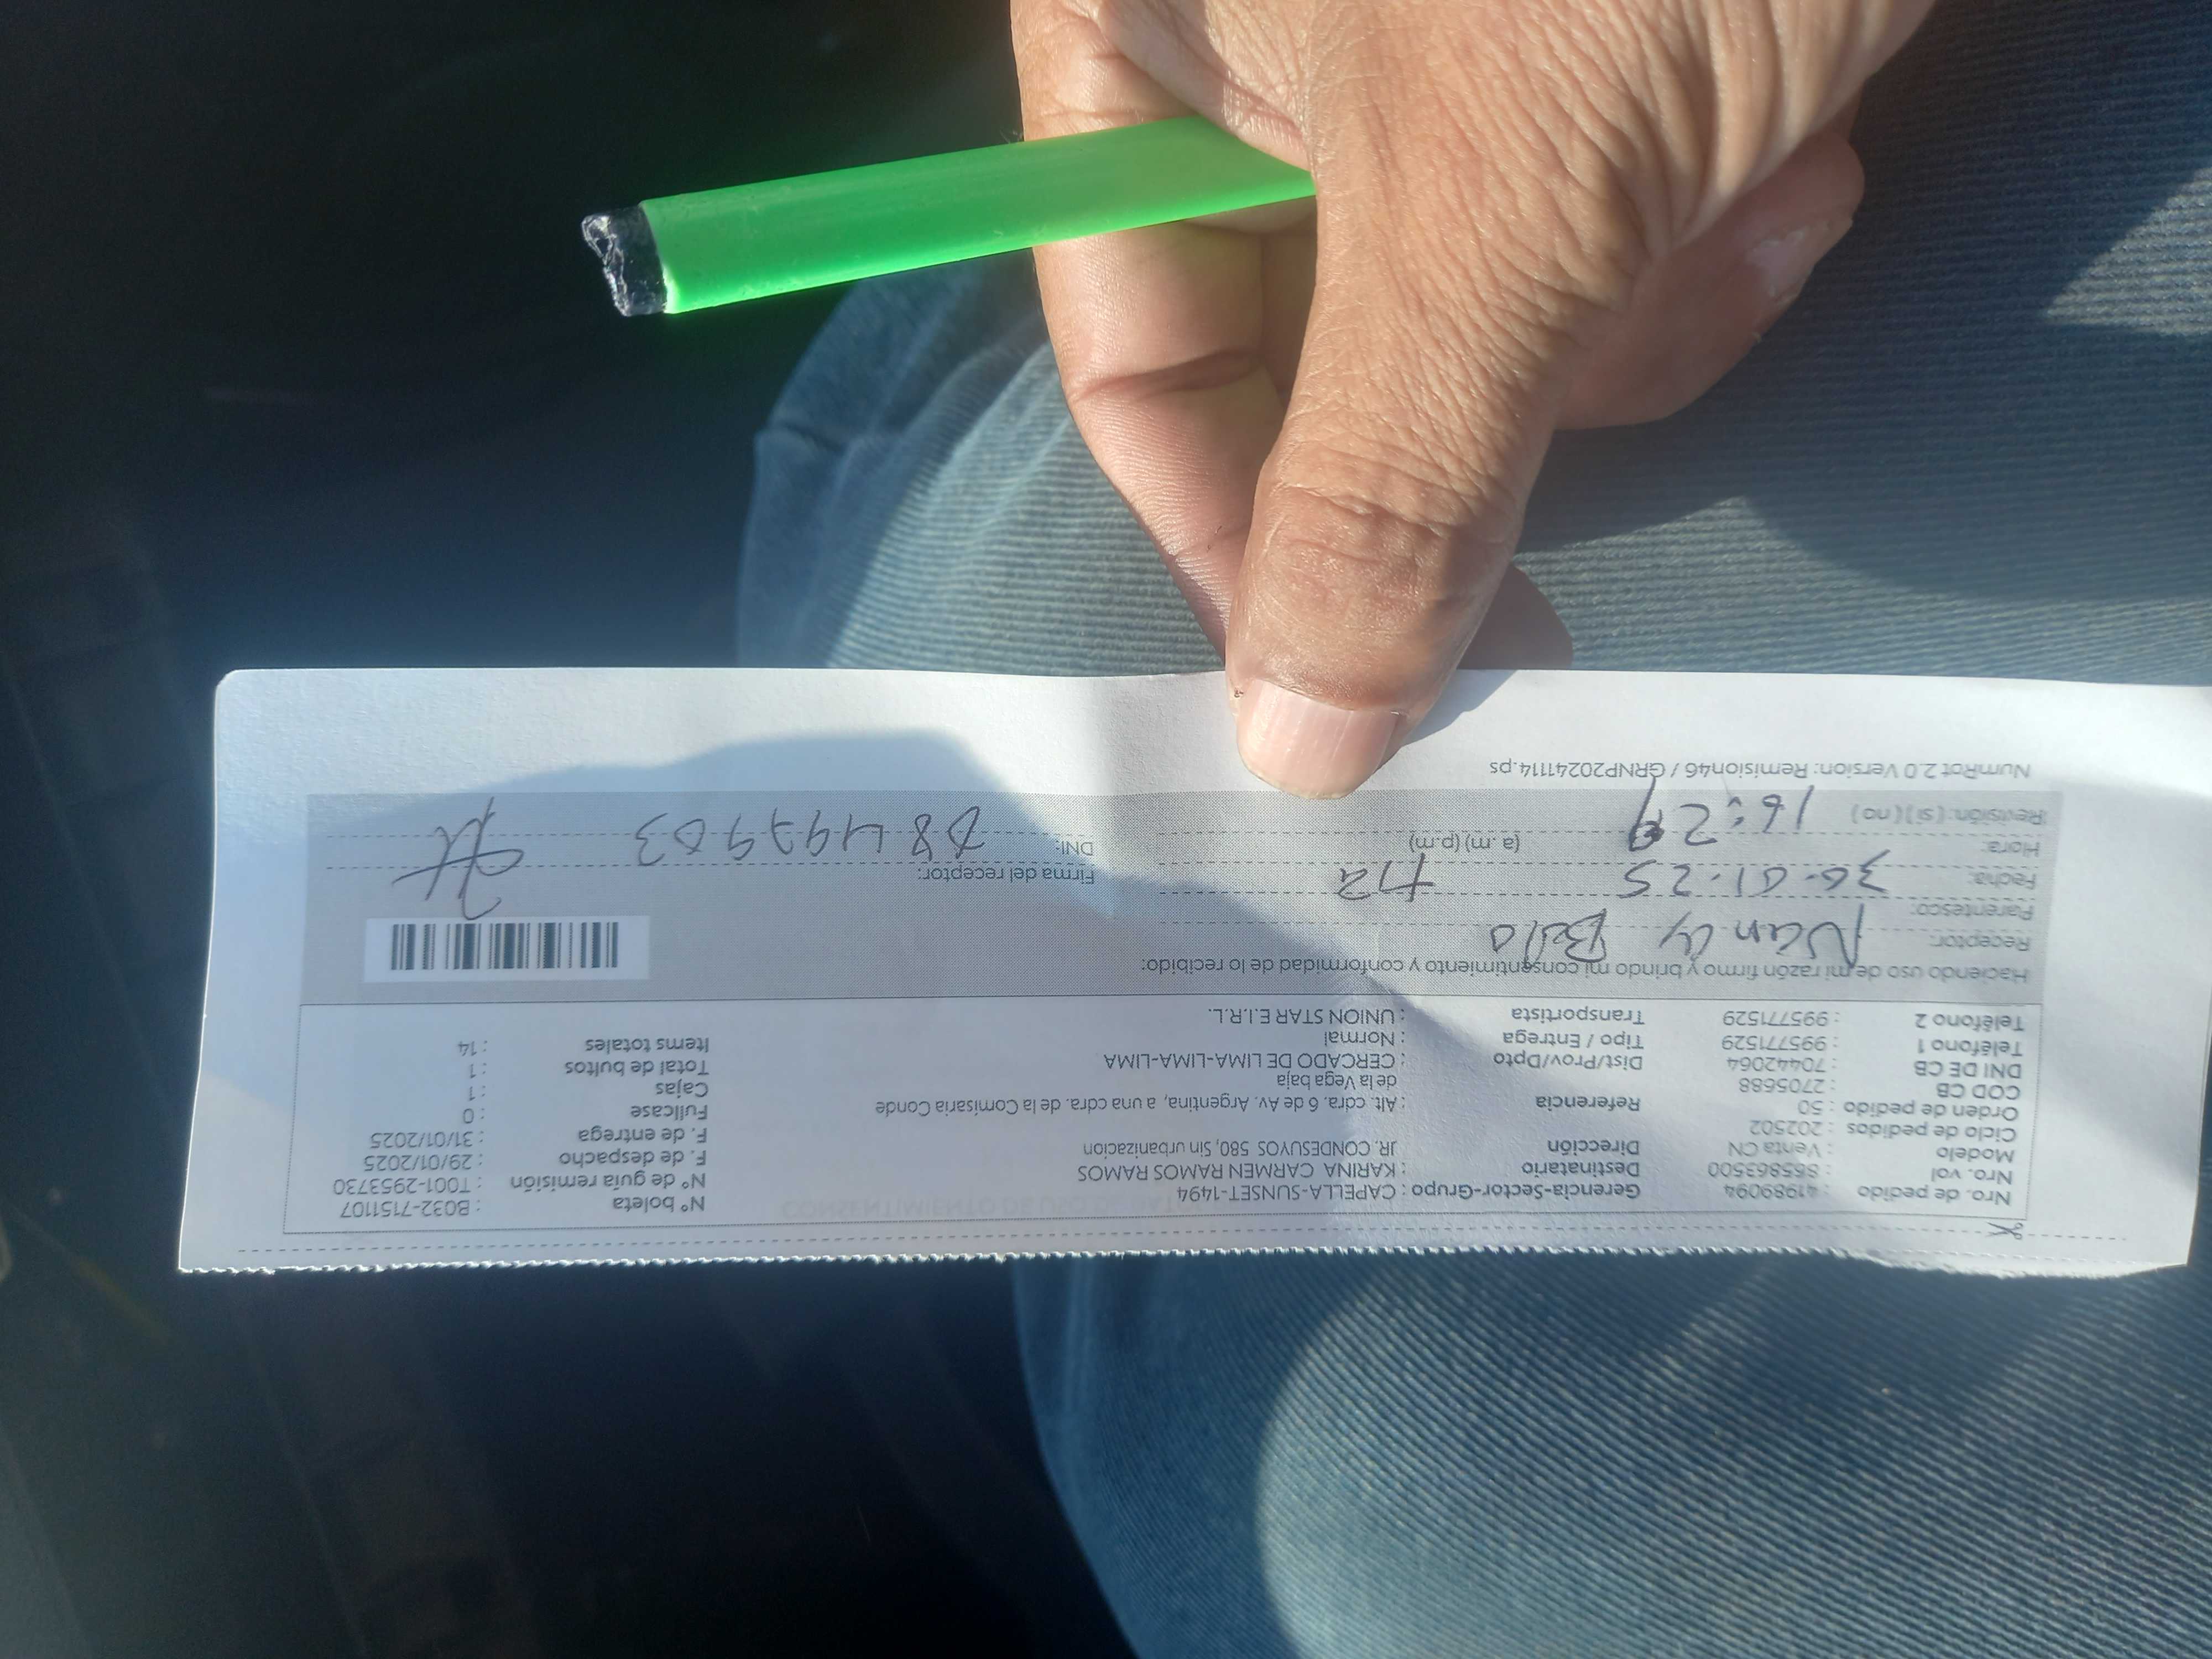 Nro. de pedido : 41989094
Nro. vol : 855863500
Modelo : Venta CN
Ciclo de pedidos : 202502
Orden de pedido : 50
COD CB : 2705688
DNI DE CB : 70442064
Teléfono 1 : 995771529
Teléfono 2 : 995771529
Gerencia-Sector-Grupo : CAPELLA-SUNSET-1494
Destinatario : KARINA CARMEN RAMOS RAMOS
Dirección JR. CONDESUYOS 580, Sin urbanizacion
Referencia : Alt. cdra. 6 de Av. Argentina, a una cdra. de la Comisaria Conde
de la Vega baja
Dist/Prov/Dpto : CERCADO DE LIMA-LIMA-LIMA
Tipo / Entrega : Normal
Transportista : UNION STAR E.I.R.L.
N° boleta : B032-7151107
N° de guía remisión : T001-2953730
F. de despacho : 29/01/2025
F. de entrega : 31/01/2025
Fullcase : 0
Cajas : 1
Total de bultos : 1
Items totales : 14
Haciendo uso de mi razón firmo y brindo mi consentimiento y conformidad de lo recibido:
Receptor: Nancy Bello
Parentesco: tia
Fecha: 30-01-25
Hora: 16:29 (a.m) (p.m)
Revisión: (si) (no)
Firma del receptor:
DNI: 08492903
NumRot 2.0 Version: Remision46 / GRNP20241114.ps